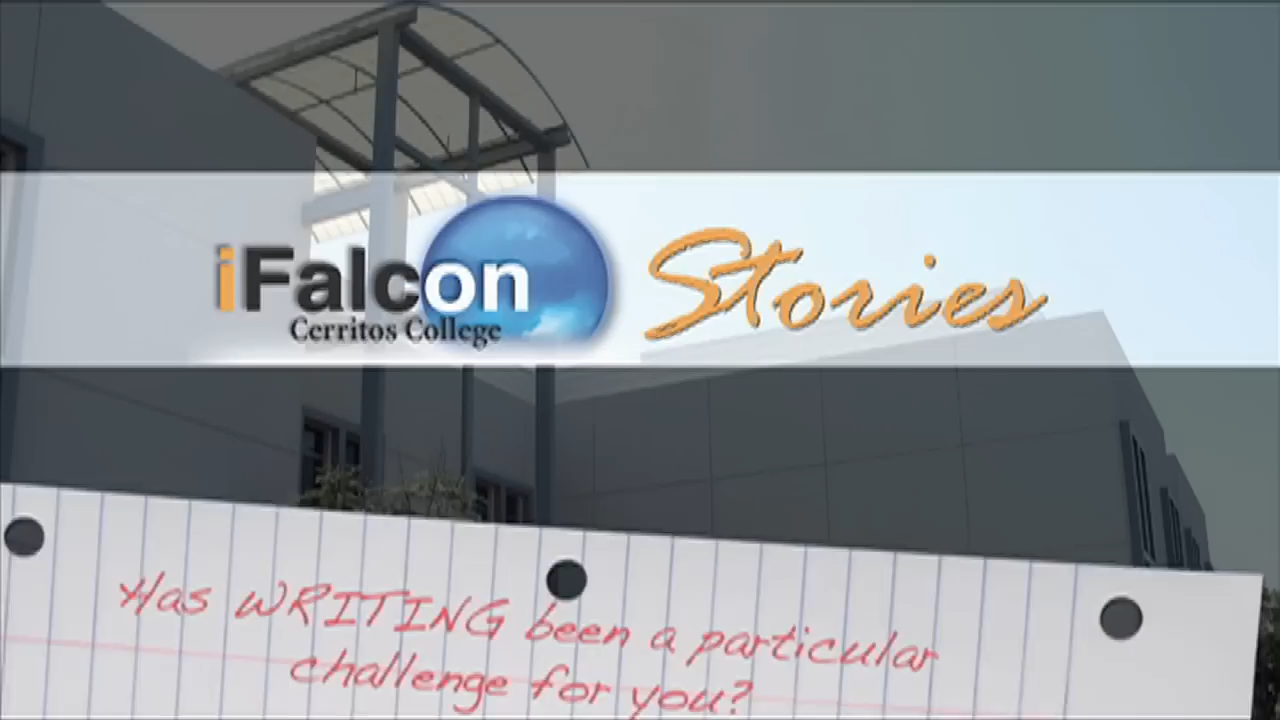 iFalcon Stories
Cerritos College
Has WRITING been a particular
challenge for you?